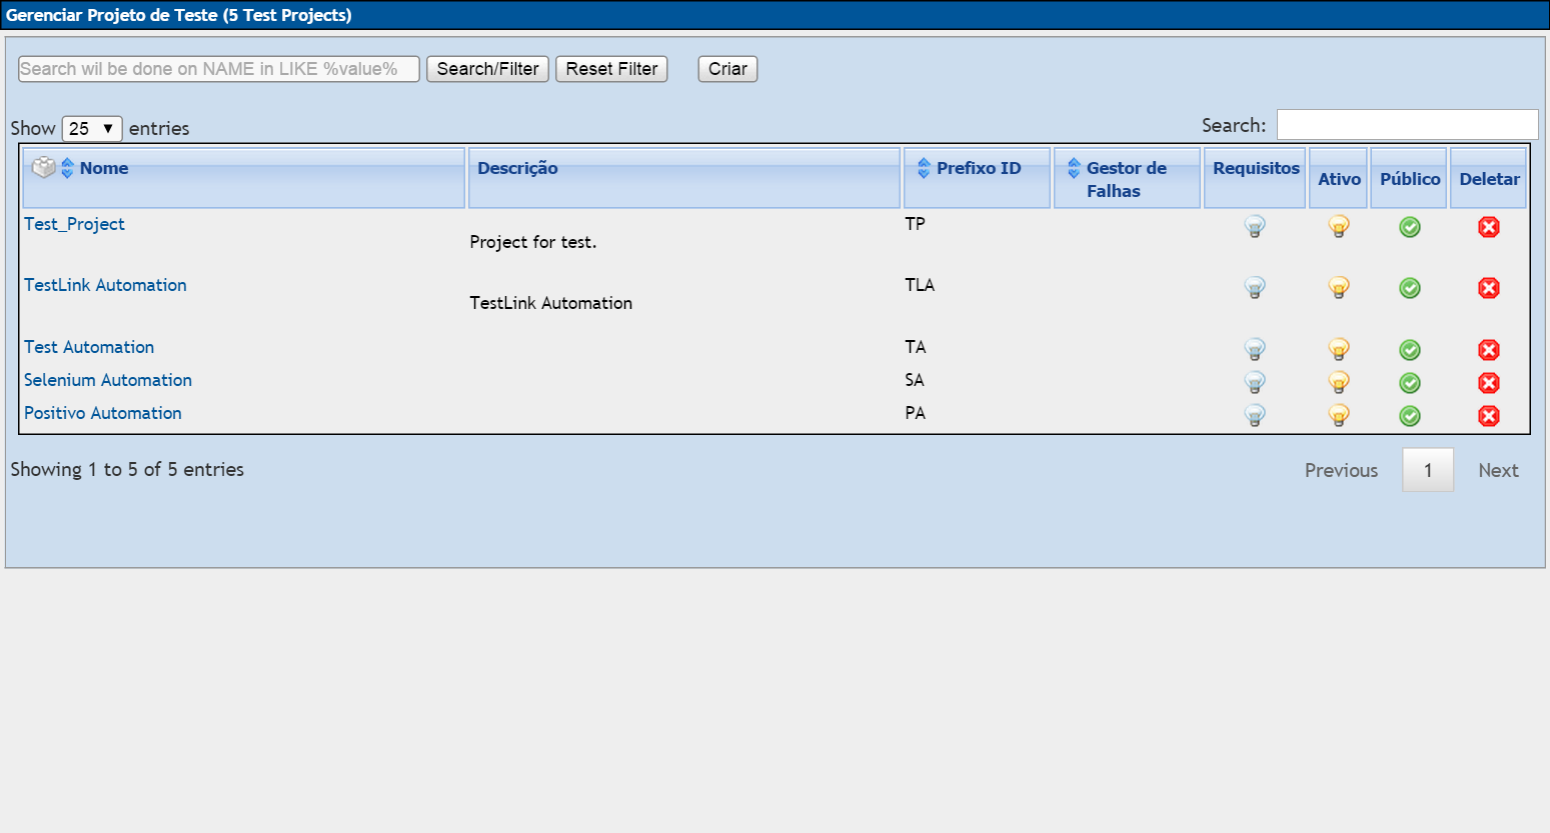 Gerenciar Projeto de Teste (5 Test Projects)
Search wil be done on NAME in LIKE %value% Search/Filter Reset Filter Criar
Show 25 entries Search:
Nome Descrição Prefixo ID Gestor de Falhas Requisitos Ativo Público Deletar
Test_Project Project for test. TP
TestLink Automation TestLink Automation TLA
Test Automation TA
Selenium Automation SA
Positivo Automation PA
Showing 1 to 5 of 5 entries Previous 1 Next